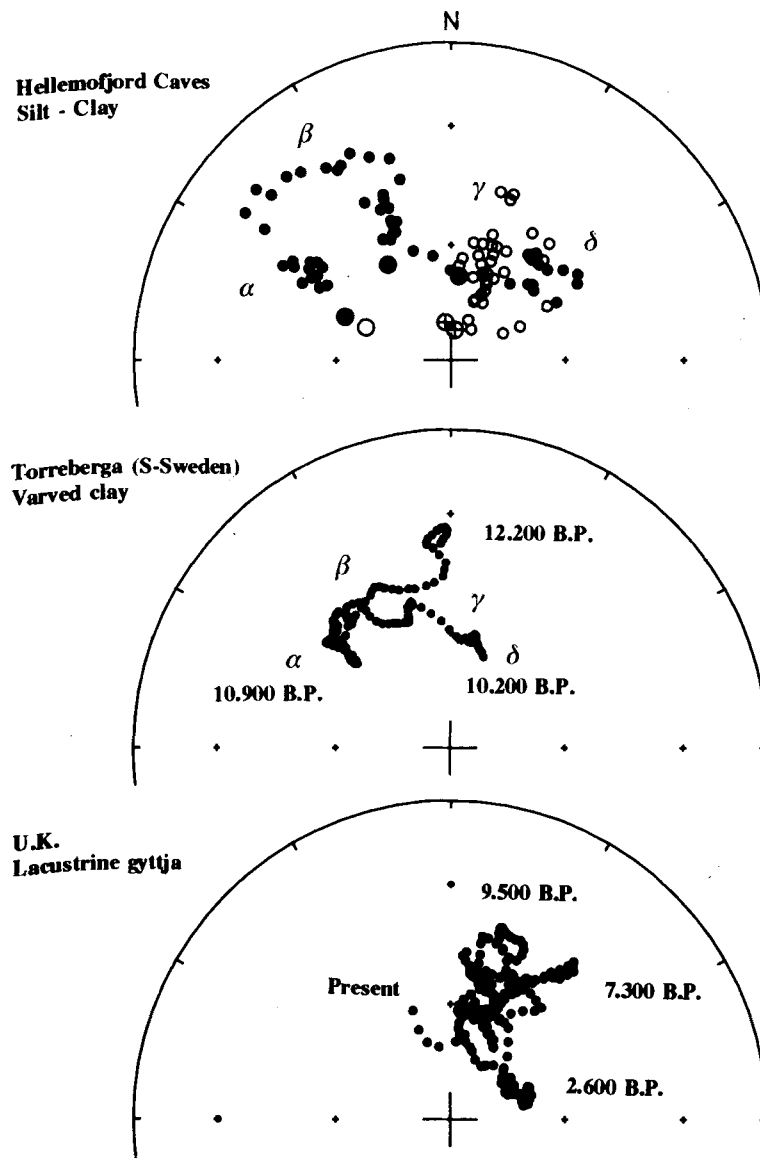 N
Hellemofjord Caves
Silt - Clay
β
γ
δ
α
Torreberga (S-Sweden)
Varved clay
12.200 B.P.
β
γ
α
δ
10.900 B.P.
10.200 B.P.
U.K.
Lacustrine gyttja
9.500 B.P.
Present
7.300 B.P.
2.600 B.P.